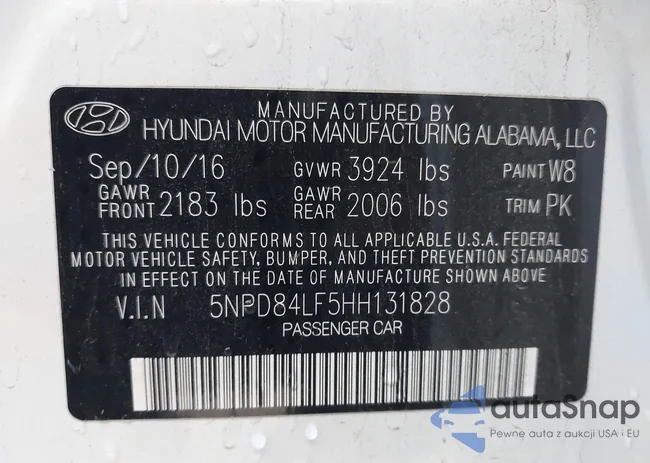 MANUFACTURED BY
HYUNDAI MOTOR MANUFACTURING ALABAMA, LLC
Sep/10/16 GVWR 3924 lbs PAINT W8
GAWR FRONT 2183 lbs GAWR REAR 2006 lbs TRIM PK
THIS VEHICLE CONFORMS TO ALL APPLICABLE U.S.A. FEDERAL
MOTOR VEHICLE SAFETY, BUMPER, AND THEFT PREVENTION STANDARDS
IN EFFECT ON THE DATE OF MANUFACTURE SHOWN ABOVE.
V.I.N 5NPD84LF5HH131828
PASSENGER CAR
autaSnap
Pewne auta z aukcji USA i EU